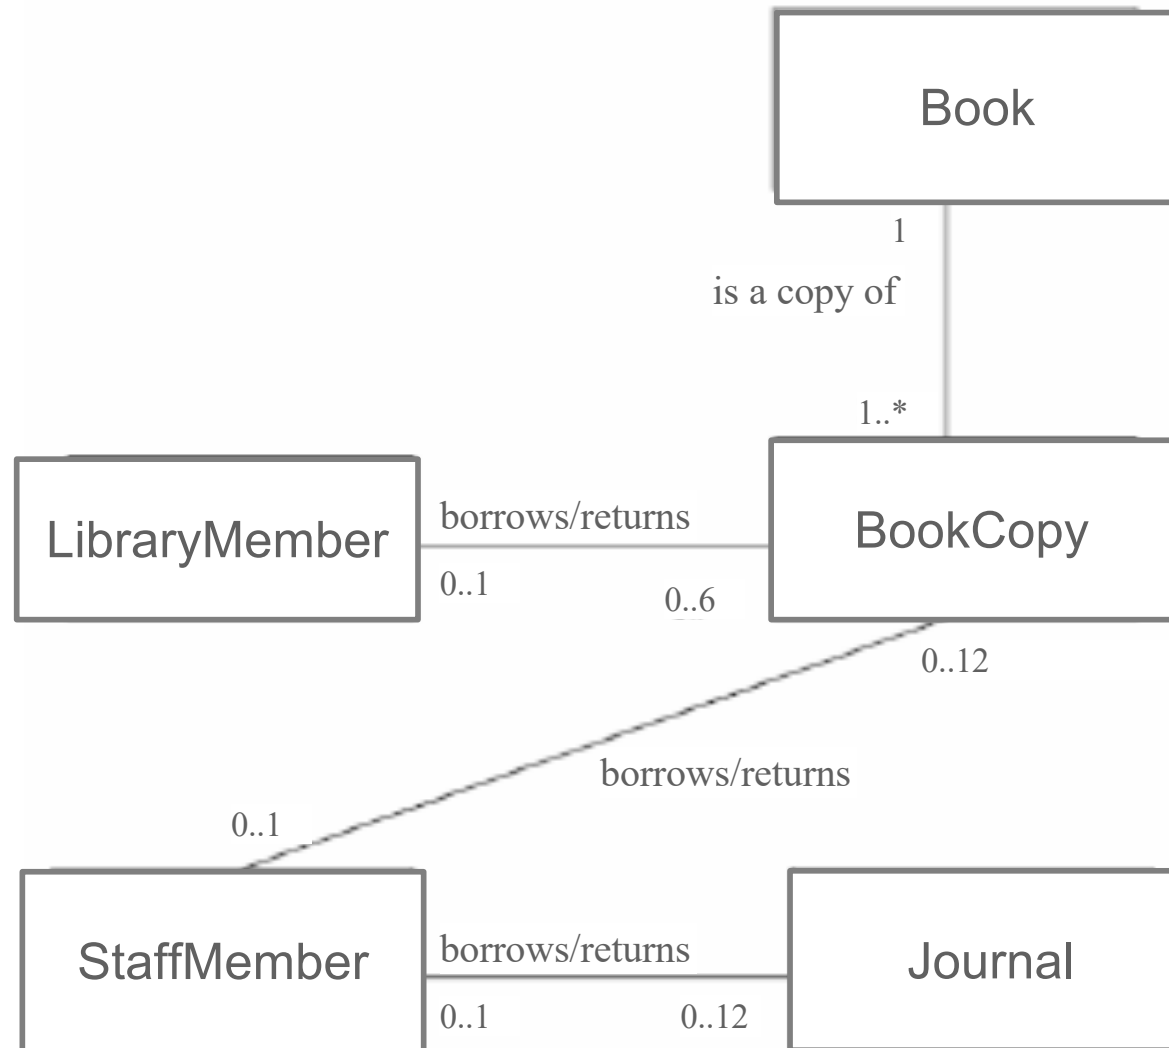 Book
1
is a copy of
1..*
LibraryMember
borrows/returns
BookCopy
0..1
0..6
0..12
borrows/returns
0..1
StaffMember
borrows/returns
Journal
0..1
0..12